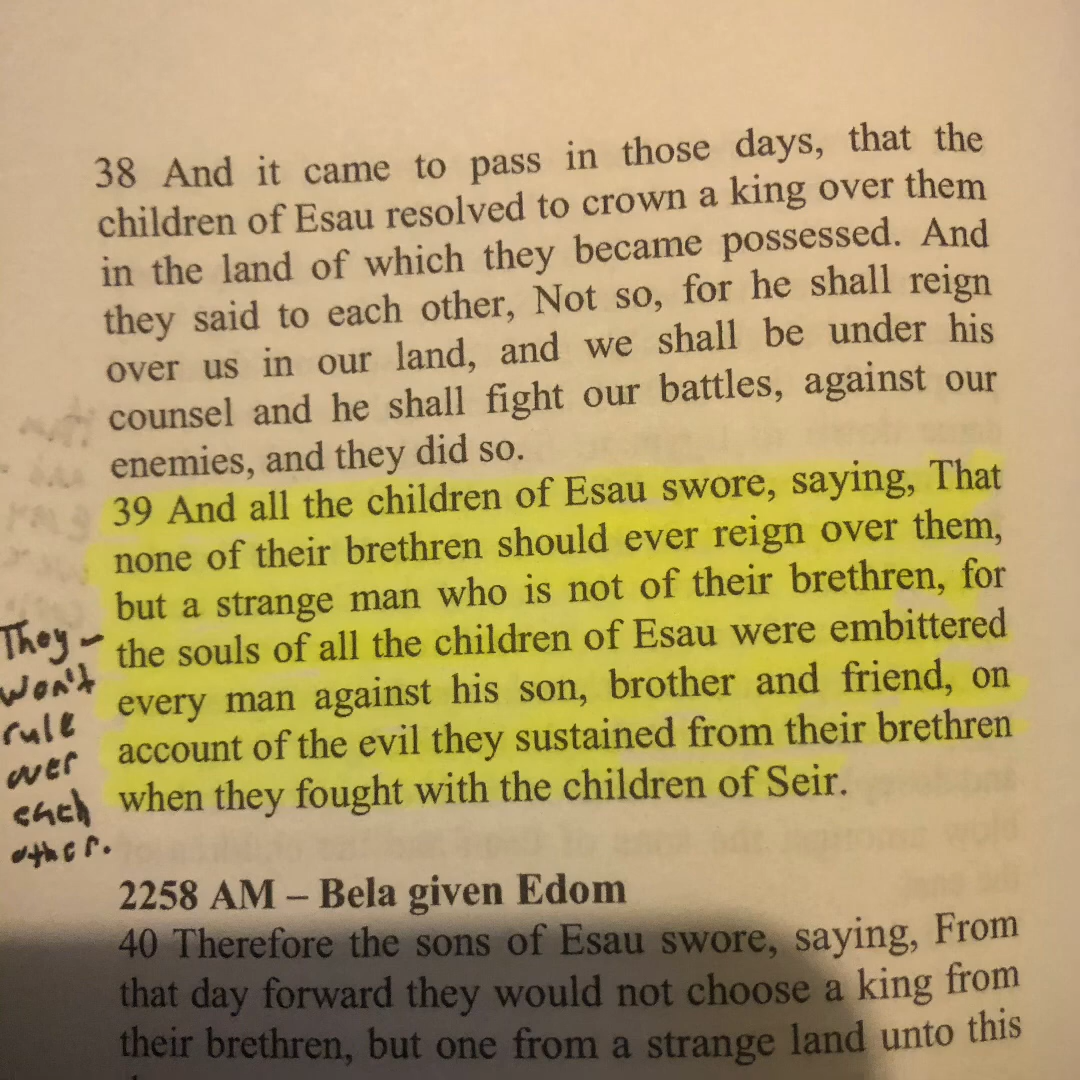 38 And it came to pass in those days, that the
children of Esau resolved to crown a king over them
in the land of which they became possessed. And
they said to each other, Not so, for he shall reign
over us in our land, and we shall be under his
counsel and he shall fight our battles, against our
enemies, and they did so.
39 And all the children of Esau swore, saying, That
none of their brethren should ever reign over them,
but a strange man who is not of their brethren, for
the souls of all the children of Esau were embittered
every man against his son, brother and friend, on
account of the evil they sustained from their brethren
when they fought with the children of Seir.
They
won't
rule
over
each
other.
2258 AM – Bela given Edom
40 Therefore the sons of Esau swore, saying, From
that day forward they would not choose a king from
their brethren, but one from a strange land unto this